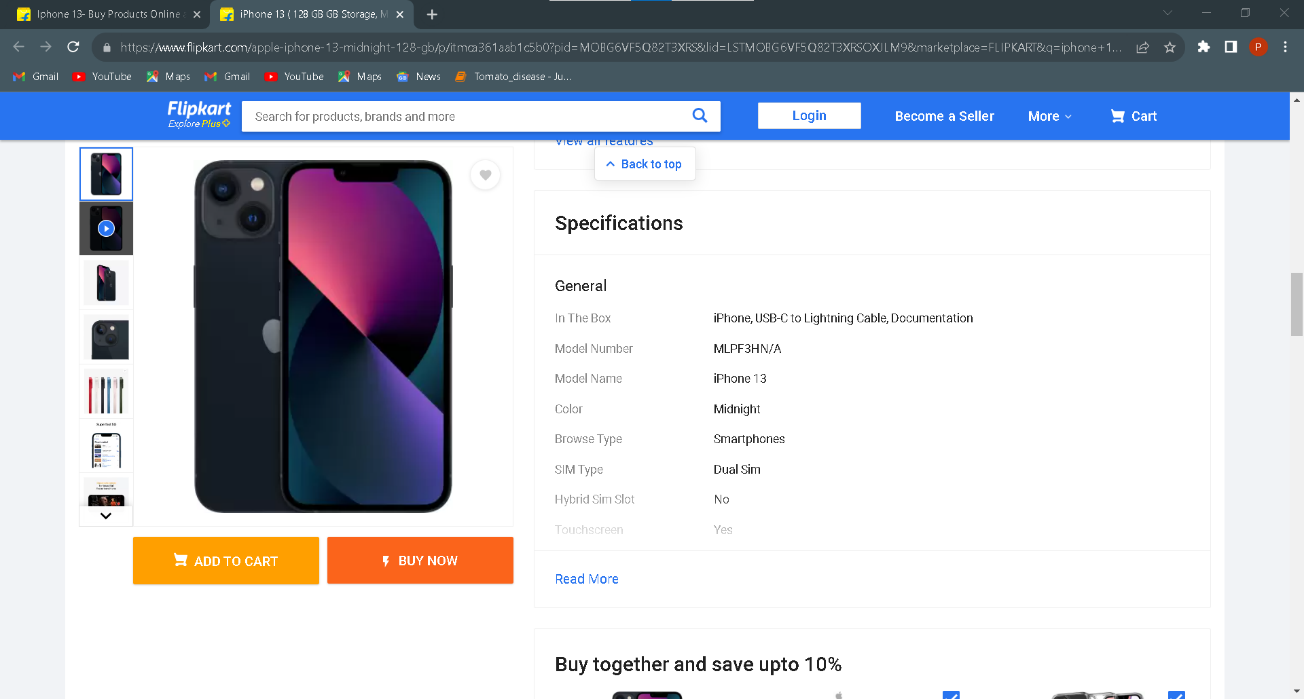 Iphone 13- Buy Products Online
iPhone 13 ( 128 GB GB Storage, M
https://www.flipkart.com/apple-iphone-13-midnight-128-gb/p/itmca361aab1c5b0?pid=MOBG6VF5Q82T3XRS&lid=LSTMOBG6VF5Q82T3XRSOXJLM9&marketplace=FLIPKART&q=iphone+1...
P
Gmail YouTube Maps Gmail YouTube Maps News Tomato_disease - Ju...
Flipkart
Explore Plus
Search for products, brands and more
Login
Become a Seller
More
Cart
View all features
Back to top
Specifications
General
In The Box iPhone, USB-C to Lightning Cable, Documentation
Model Number MLPF3HN/A
Model Name iPhone 13
Color Midnight
Browse Type Smartphones
SIM Type Dual Sim
Hybrid Sim Slot No
Touchscreen Yes
Read More
ADD TO CART
BUY NOW
Buy together and save upto 10%